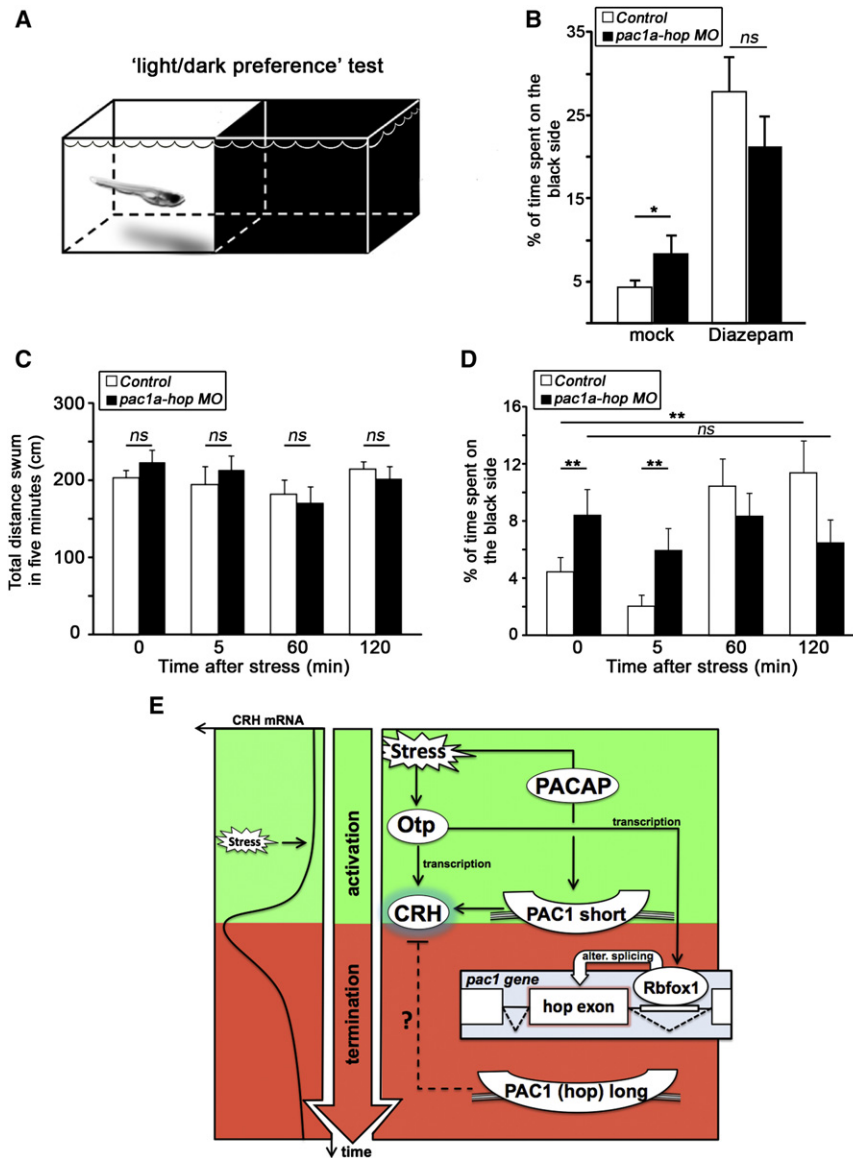 A
'light/dark preference' test
B
Control
pac1a-hop MO
ns
*
% of time spent on the
black side
35
25
15
5
mock
Diazepam
C
Control
pac1a-hop MO
ns
ns
ns
ns
Total distance swum
in five minutes (cm)
300
200
100
0
0
5
60
120
Time after stress (min)
D
Control
pac1a-hop MO
**
ns
**
**
% of time spent on
the black side
16
12
8
4
0
0
5
60
120
Time after stress (min)
E
CRH mRNA
Stress
activation
termination
time
Stress
PACAP
Otp
transcription
transcription
CRH
PAC1 short
alter. splicing
pac1 gene
Rbfox1
hop exon
?
PAC1 (hop) long